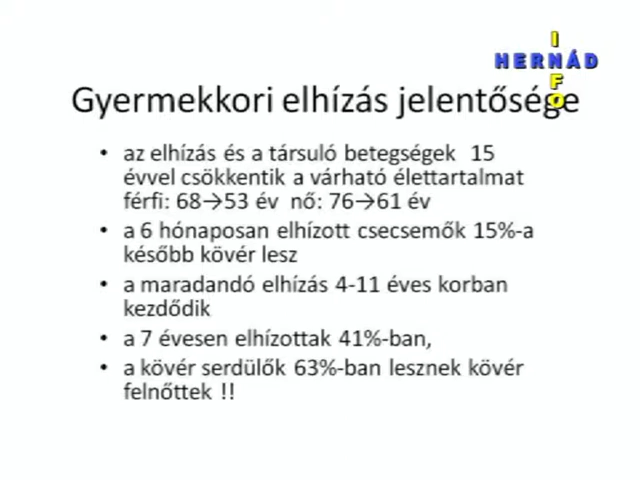 I
HERNÁD
F
O
Gyermekkori elhízás jelentősége
• az elhízás és a társuló betegségek 15
évvel csökkentik a várható élettartalmat
férfi: 68→53 év nő: 76→61 év
• a 6 hónaposan elhízott csecsemők 15%-a
később kövér lesz
• a maradandó elhízás 4-11 éves korban
kezdődik
• a 7 évesen elhízottak 41%-ban,
• a kövér serdülők 63%-ban lesznek kövér
felnőttek !!